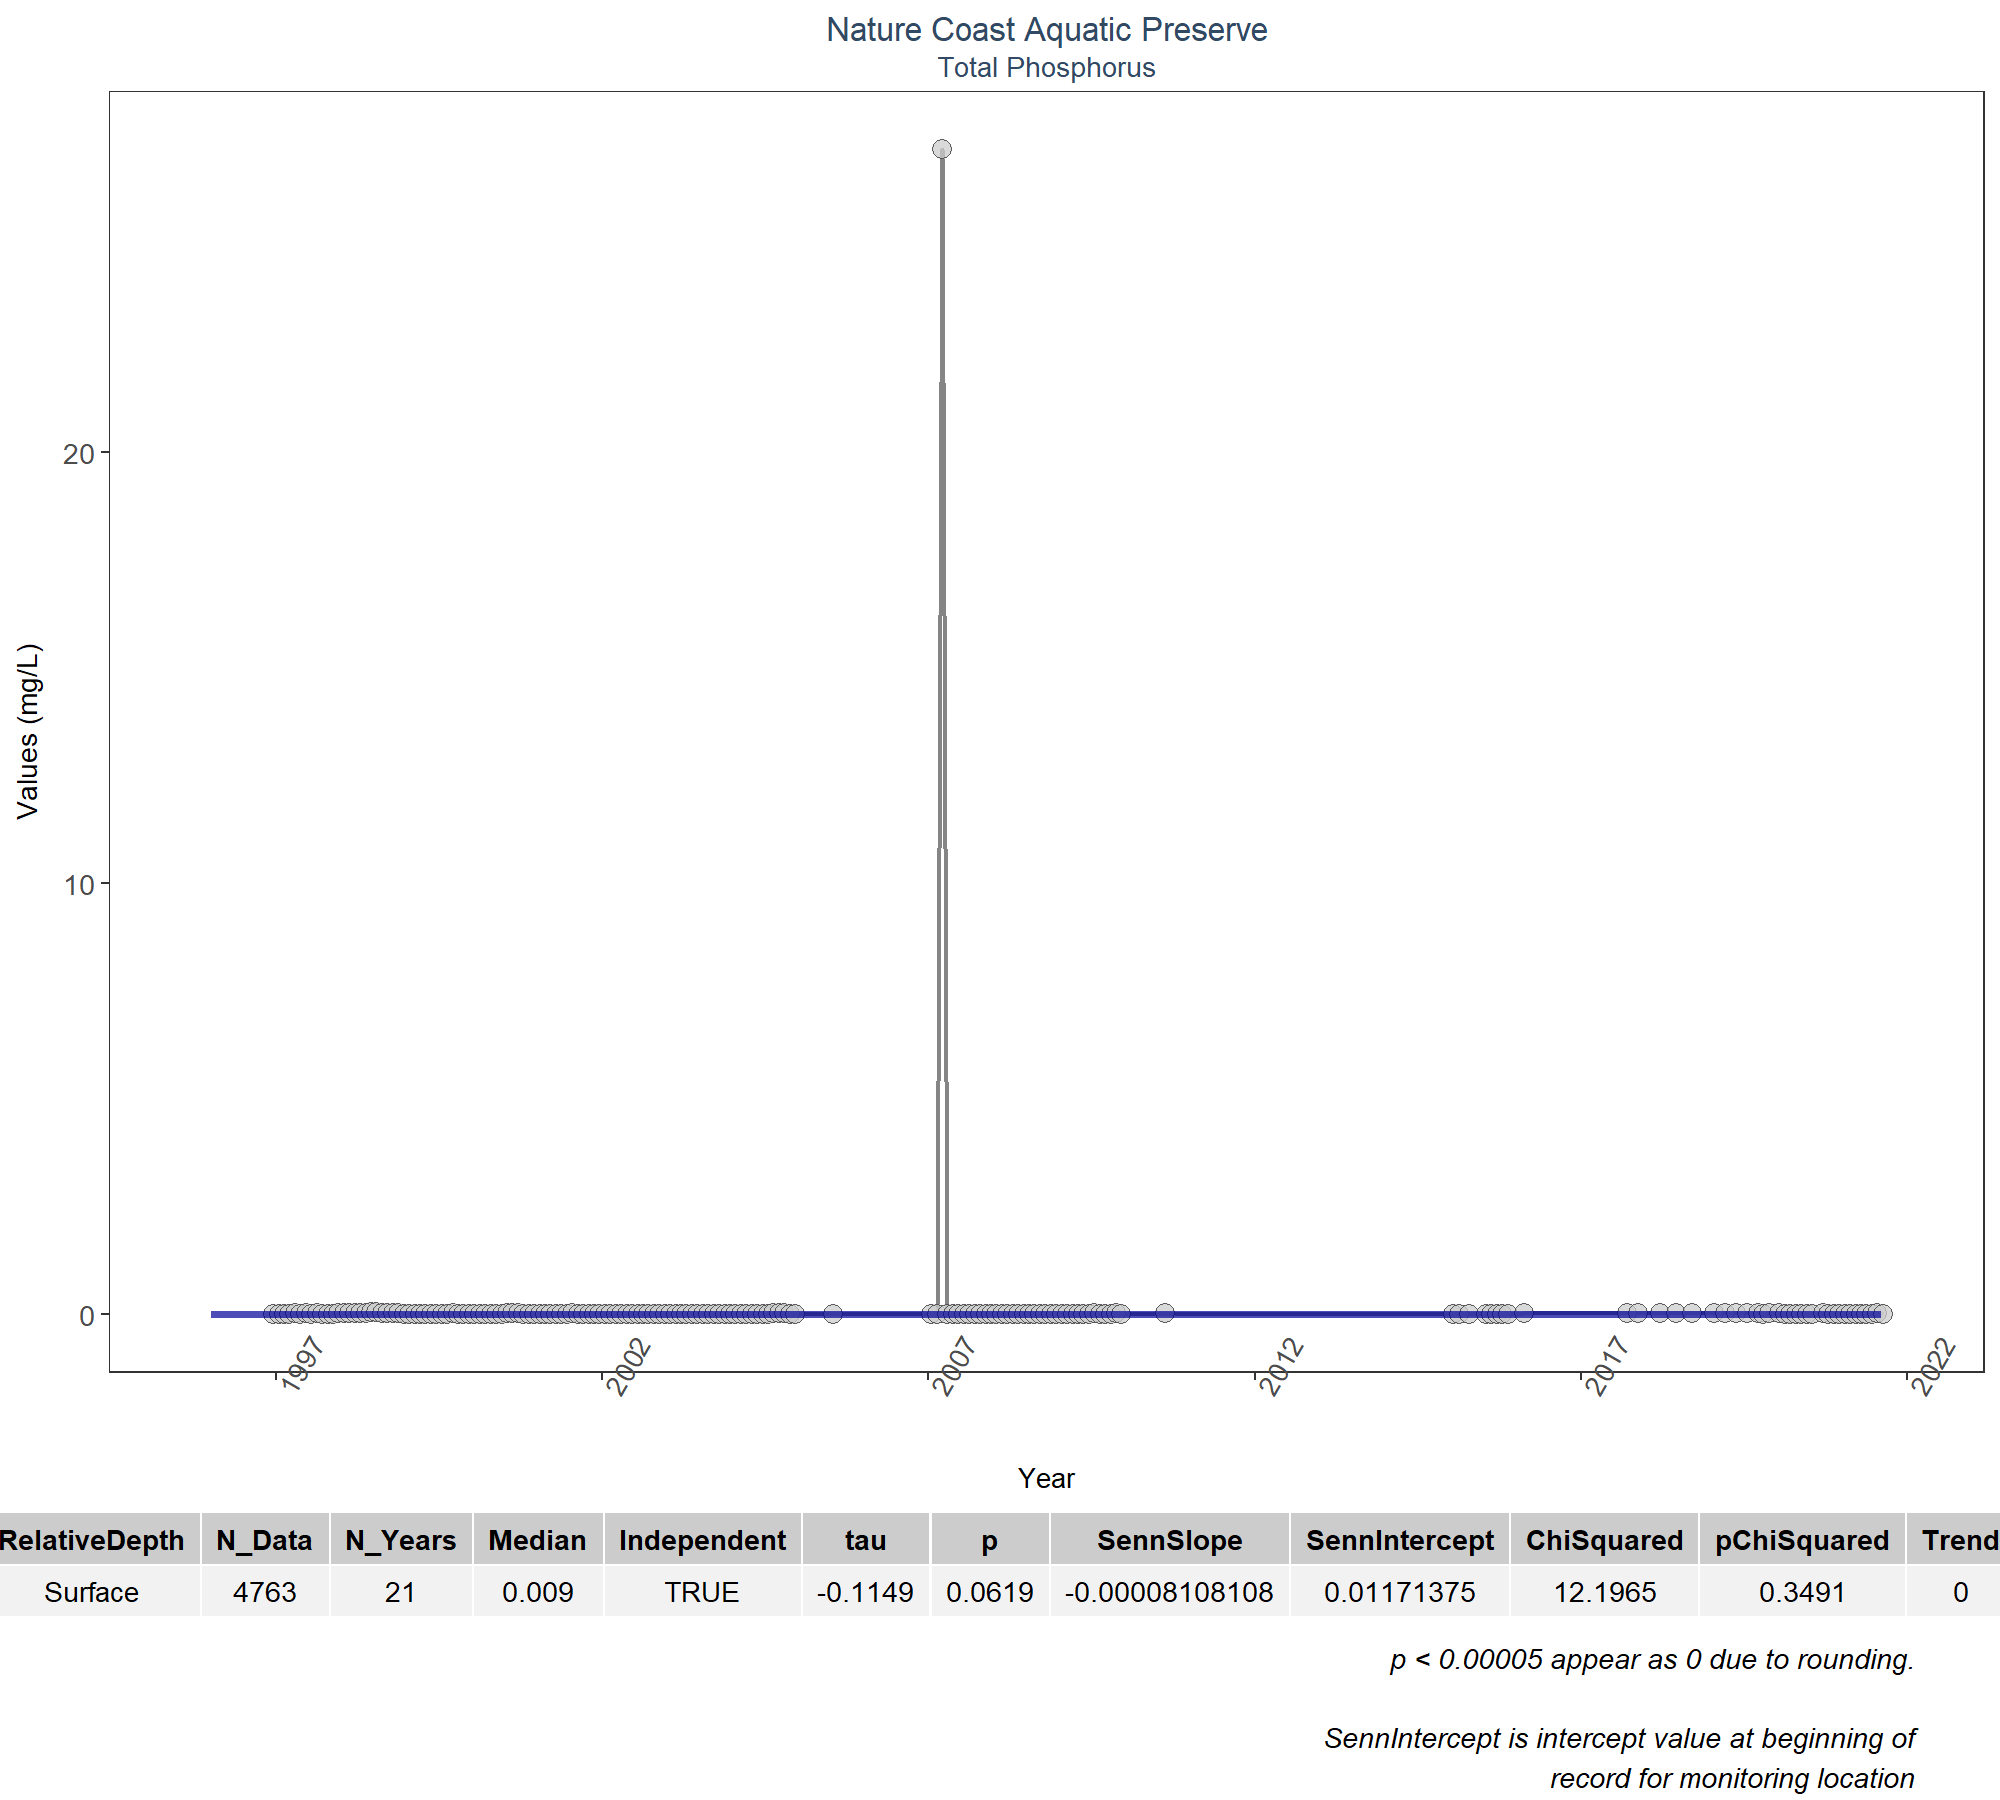 Nature Coast Aquatic Preserve
Total Phosphorus
Values (mg/L)
20
10
0
1997 2002 2007 2012 2017 2022
Year
RelativeDepth N_Data N_Years Median Independent tau p SennSlope SennIntercept ChiSquared pChiSquared Trend
Surface 4763 21 0.009 TRUE -0.1149 0.0619 -0.00008108108 0.01171375 12.1965 0.3491 0
p < 0.00005 appear as 0 due to rounding.
SennIntercept is intercept value at beginning of
record for monitoring location